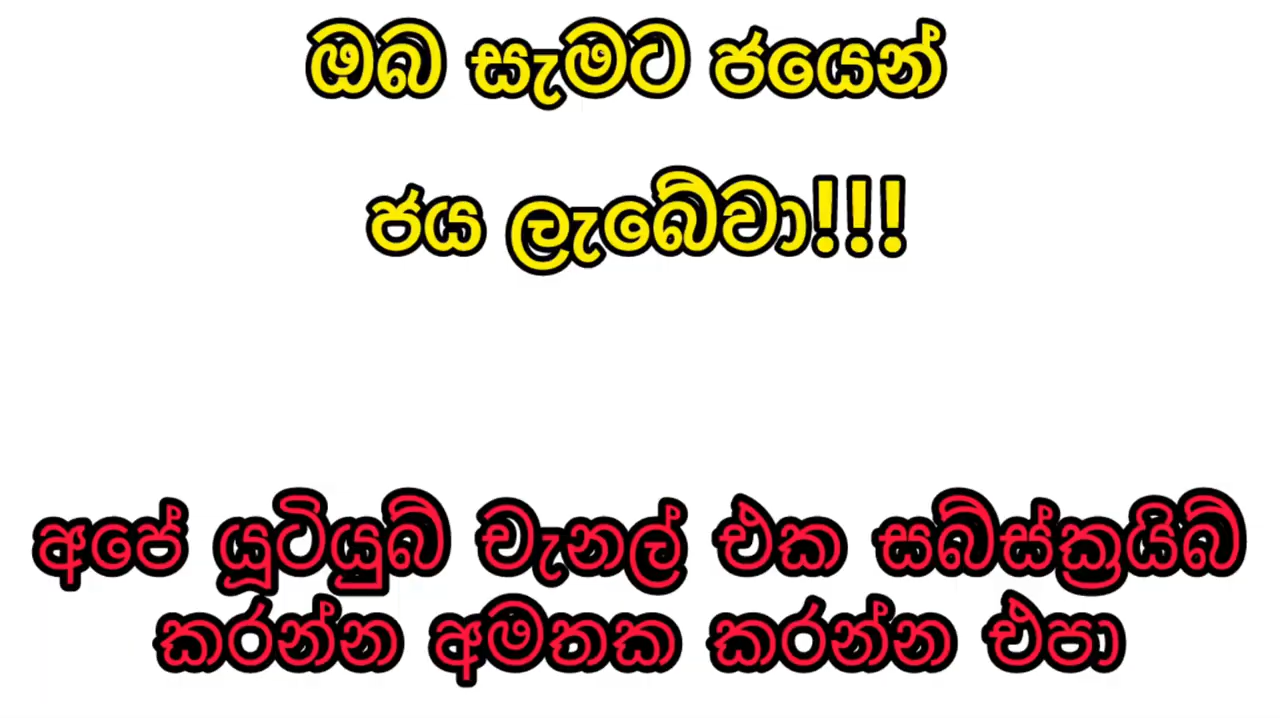 ඔබ සැමට ජයෙන්
ජය ලැබේවා!!!
අපේ යූටියුබ් චැනල් එක සබ්ස්ක්‍රයිබ්
කරන්න අමතක කරන්න එපා